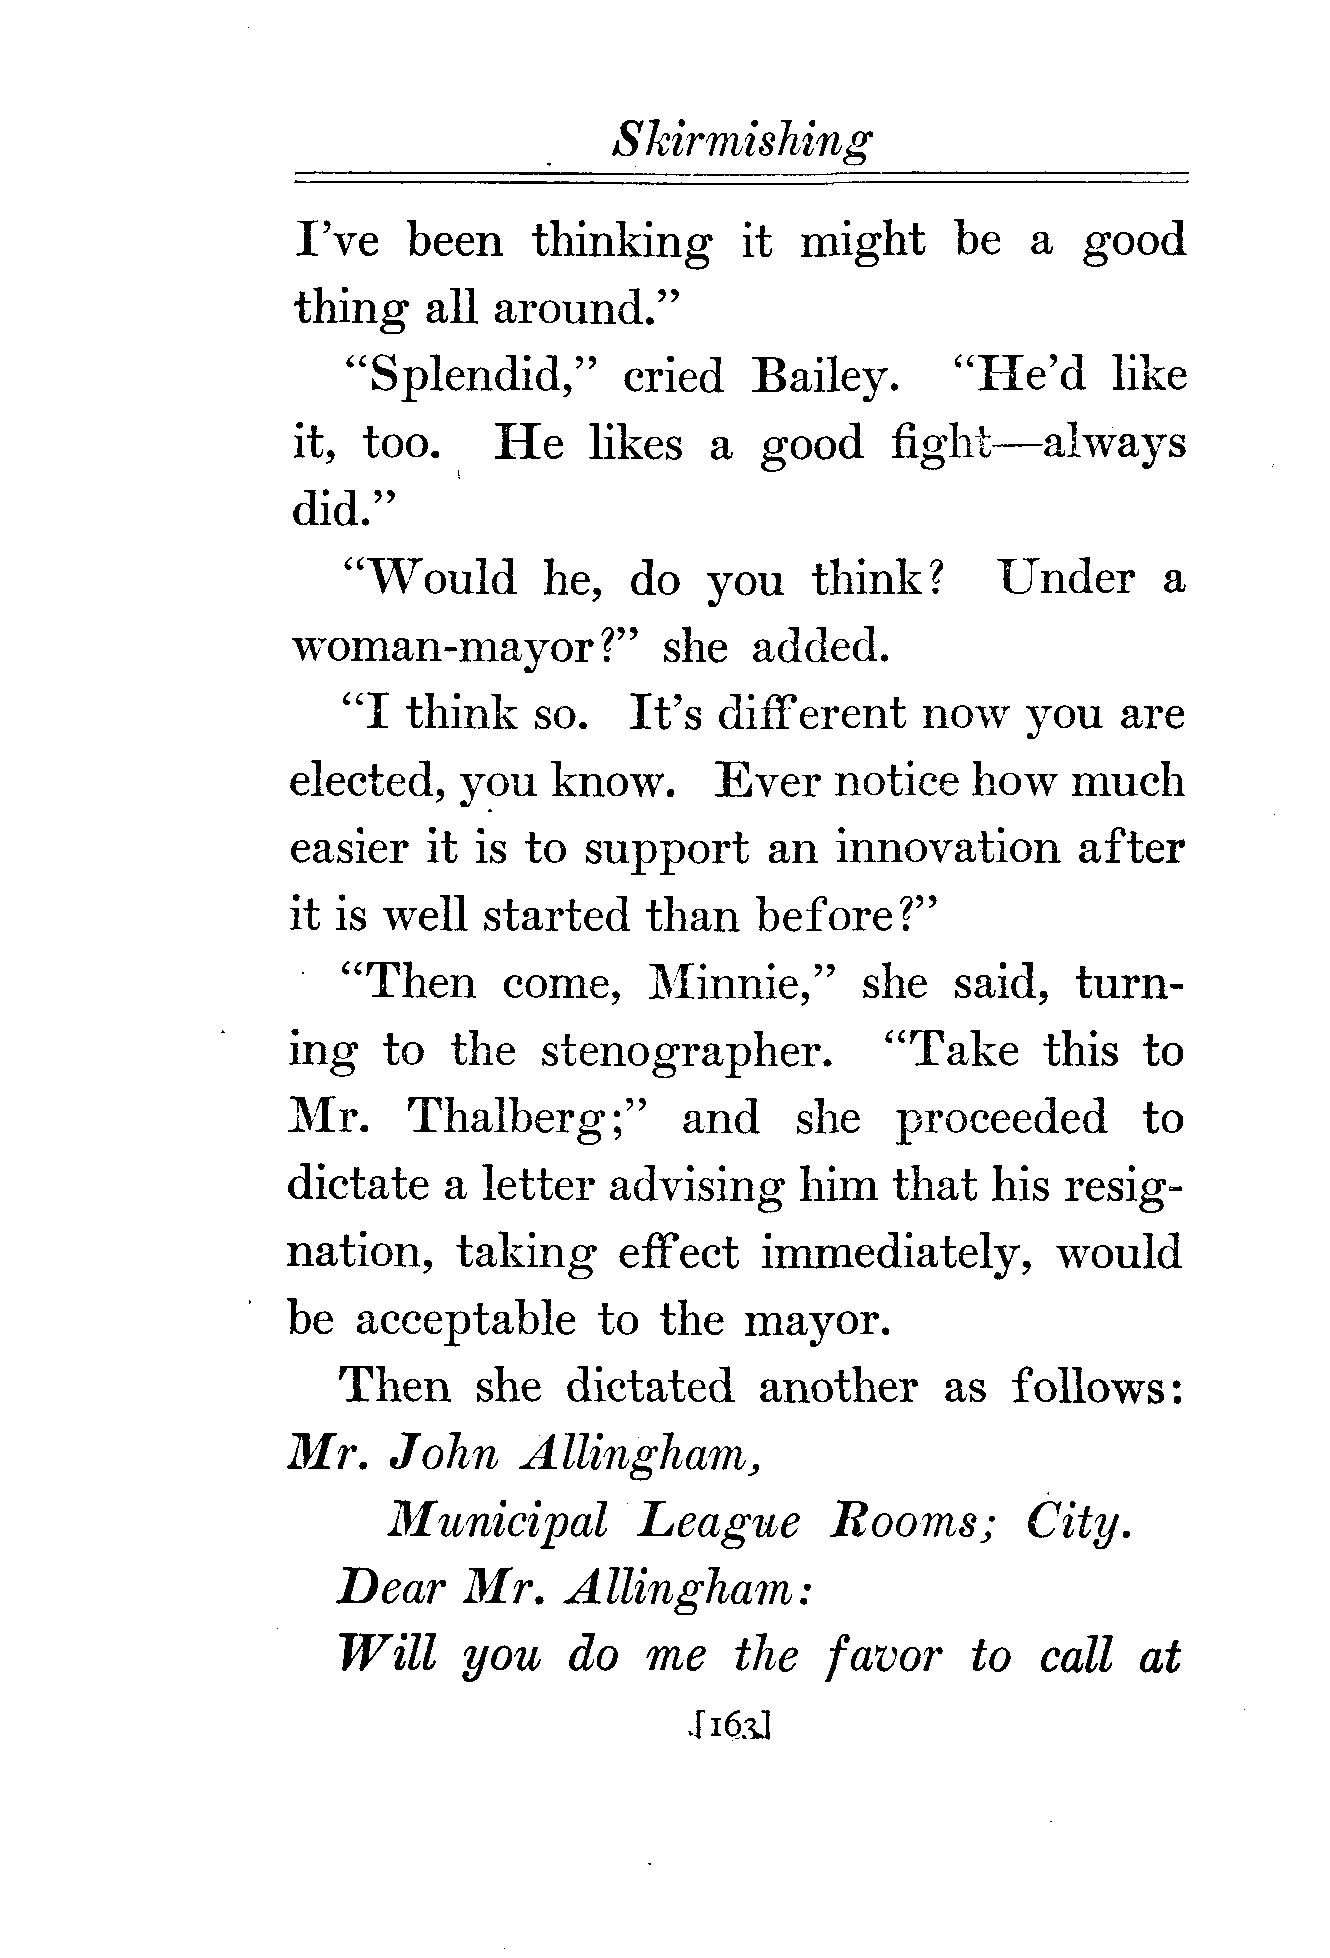 Skirmishing
I've been thinking it might be a good
thing all around."
"Splendid," cried Bailey. "He'd like
it, too. He likes a good fight—always
did."
"Would he, do you think? Under a
woman-mayor?" she added.
"I think so. It's different now you are
elected, you know. Ever notice how much
easier it is to support an innovation after
it is well started than before?"
"Then come, Minnie," she said, turn-
ing to the stenographer. "Take this to
Mr. Thalberg;" and she proceeded to
dictate a letter advising him that his resig-
nation, taking effect immediately, would
be acceptable to the mayor.
Then she dictated another as follows:
Mr. John Allingham,
Municipal League Rooms; City.
Dear Mr. Allingham:
Will you do me the favor to call at
[163]